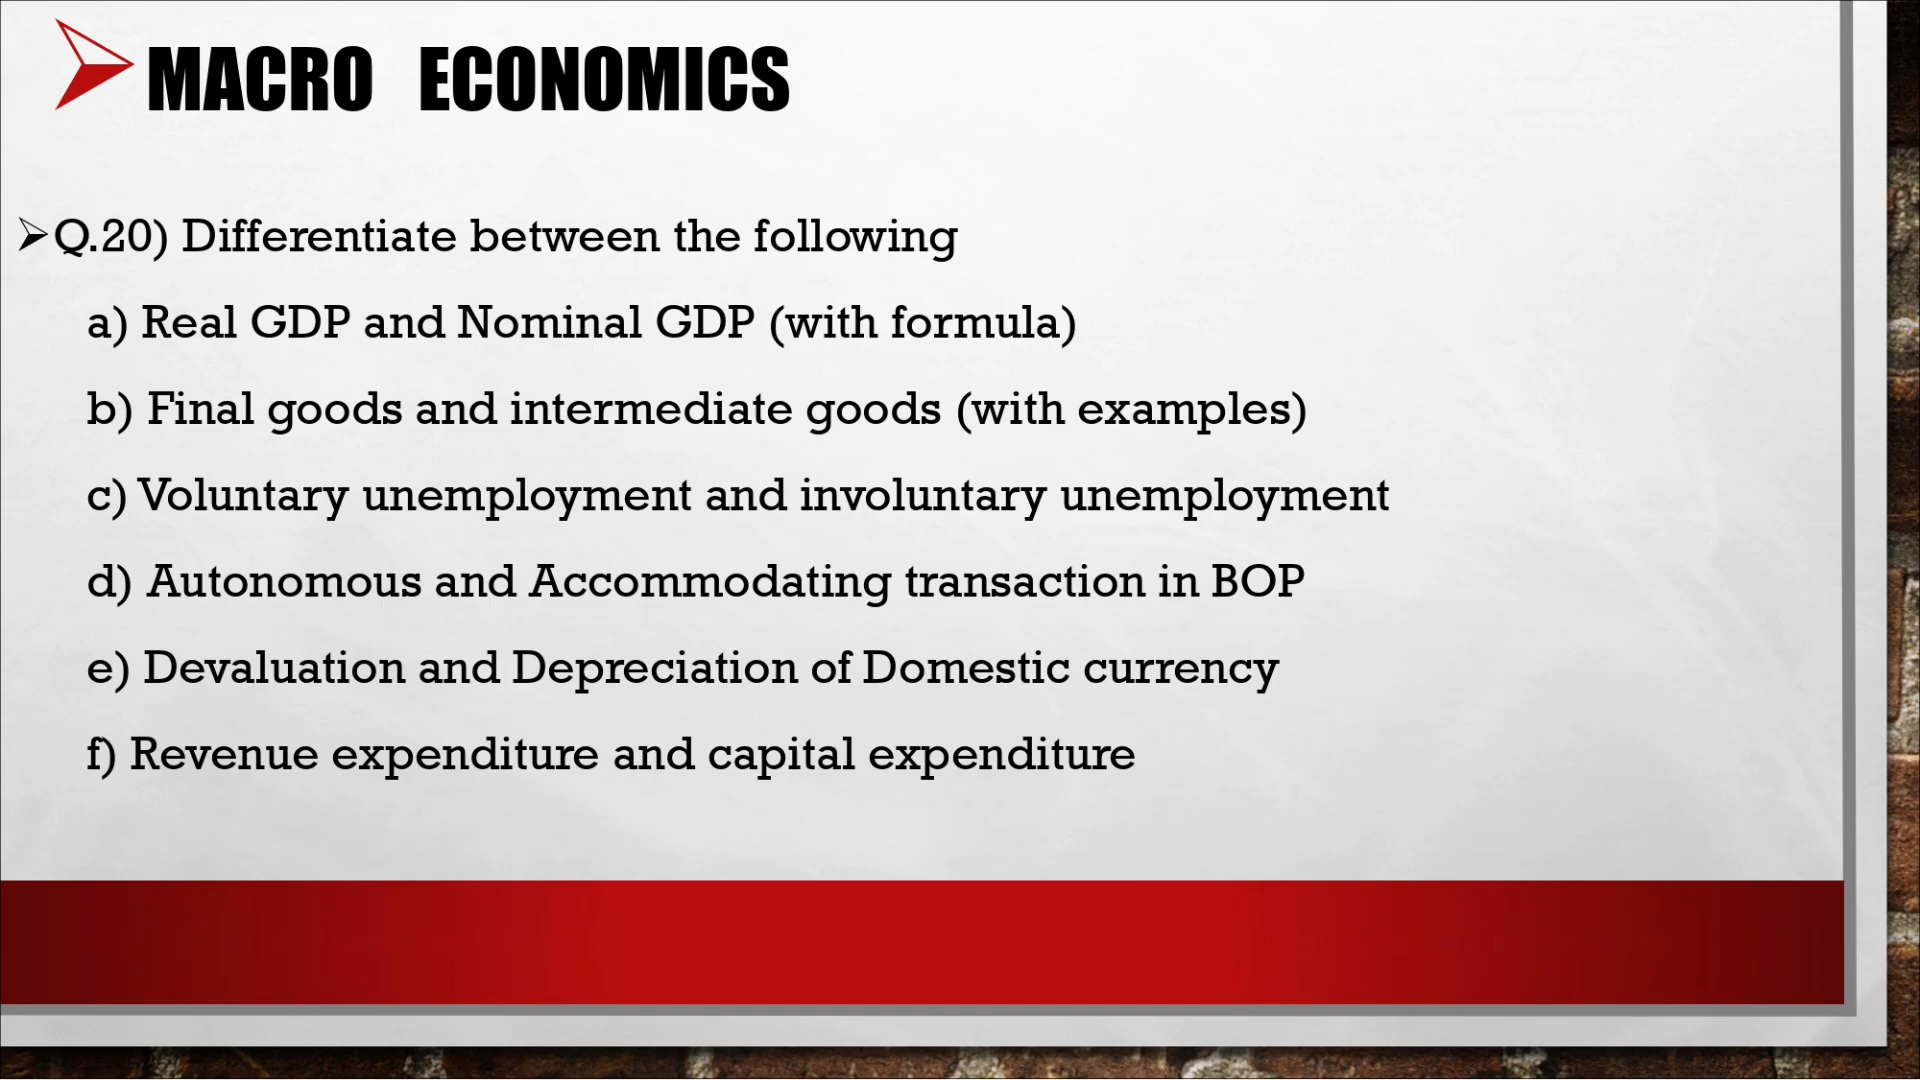 MACRO ECONOMICS
Q.20) Differentiate between the following
a) Real GDP and Nominal GDP (with formula)
b) Final goods and intermediate goods (with examples)
c) Voluntary unemployment and involuntary unemployment
d) Autonomous and Accommodating transaction in BOP
e) Devaluation and Depreciation of Domestic currency
f) Revenue expenditure and capital expenditure